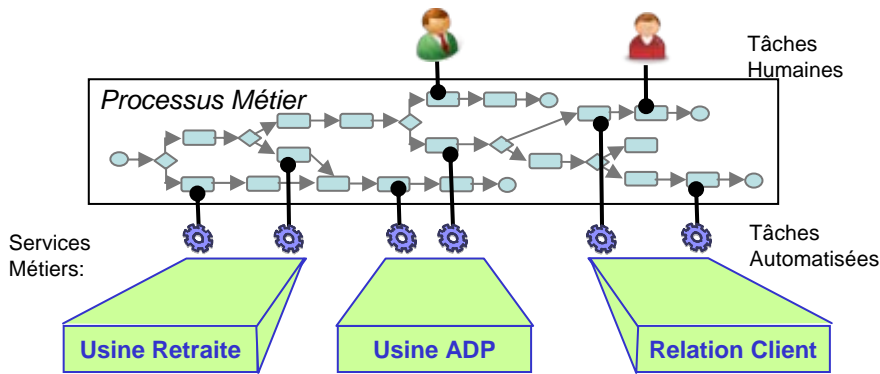 Tâches
Humaines
Processus Métier
Services
Métiers:
Tâches
Automatisées
Usine Retraite
Usine ADP
Relation Client